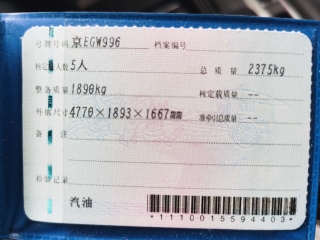 号牌号码 京EGW996 档案编号
核定载人数 5人 总质量 2375kg
整备质量 1890kg 核定载质量 --
外廓尺寸 4770×1893×1667mm 准牵引总质量 --
备注
检验记录
汽油
*1110015594403*